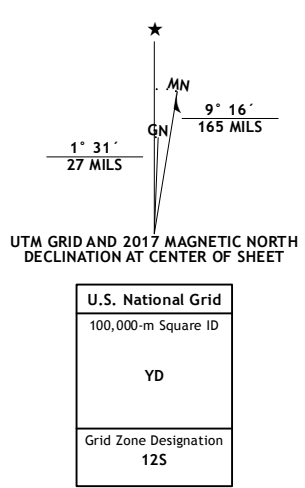 ★
MN
GN
9° 16´
165 MILS
1° 31´
27 MILS
UTM GRID AND 2017 MAGNETIC NORTH
DECLINATION AT CENTER OF SHEET
U.S. National Grid
100,000-m Square ID
YD
Grid Zone Designation
12S